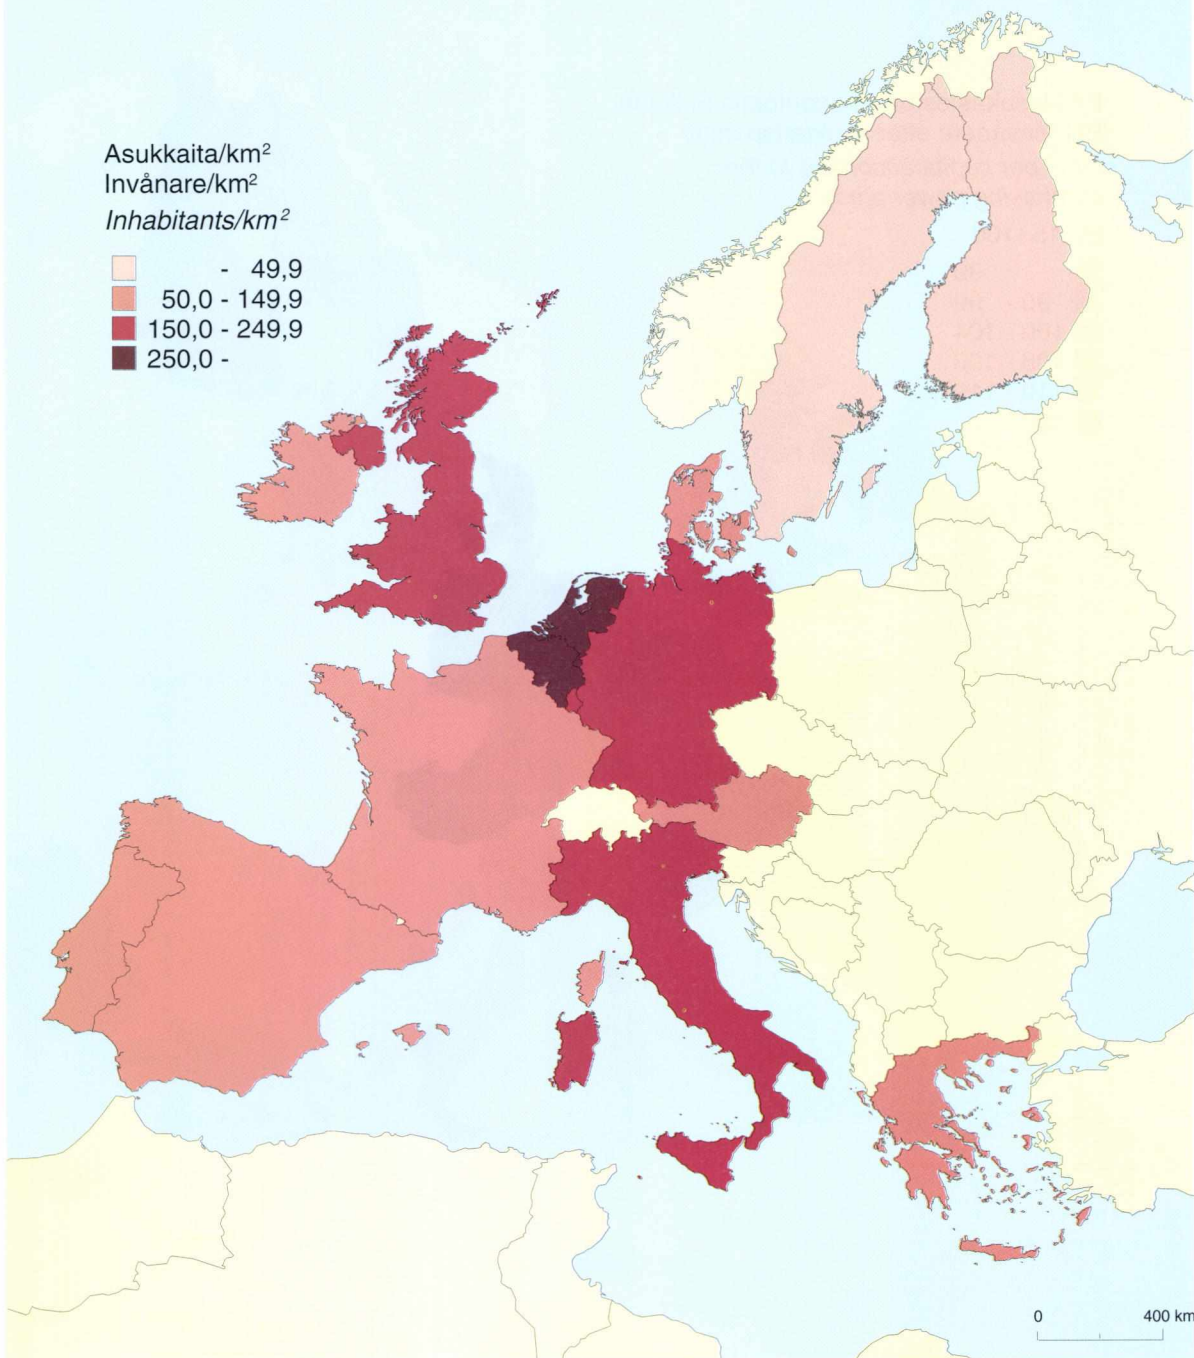 Asukkaita/km²
Invånare/km²
Inhabitants/km²
- 49,9
50,0 - 149,9
150,0 - 249,9
250,0 -
0 400 km